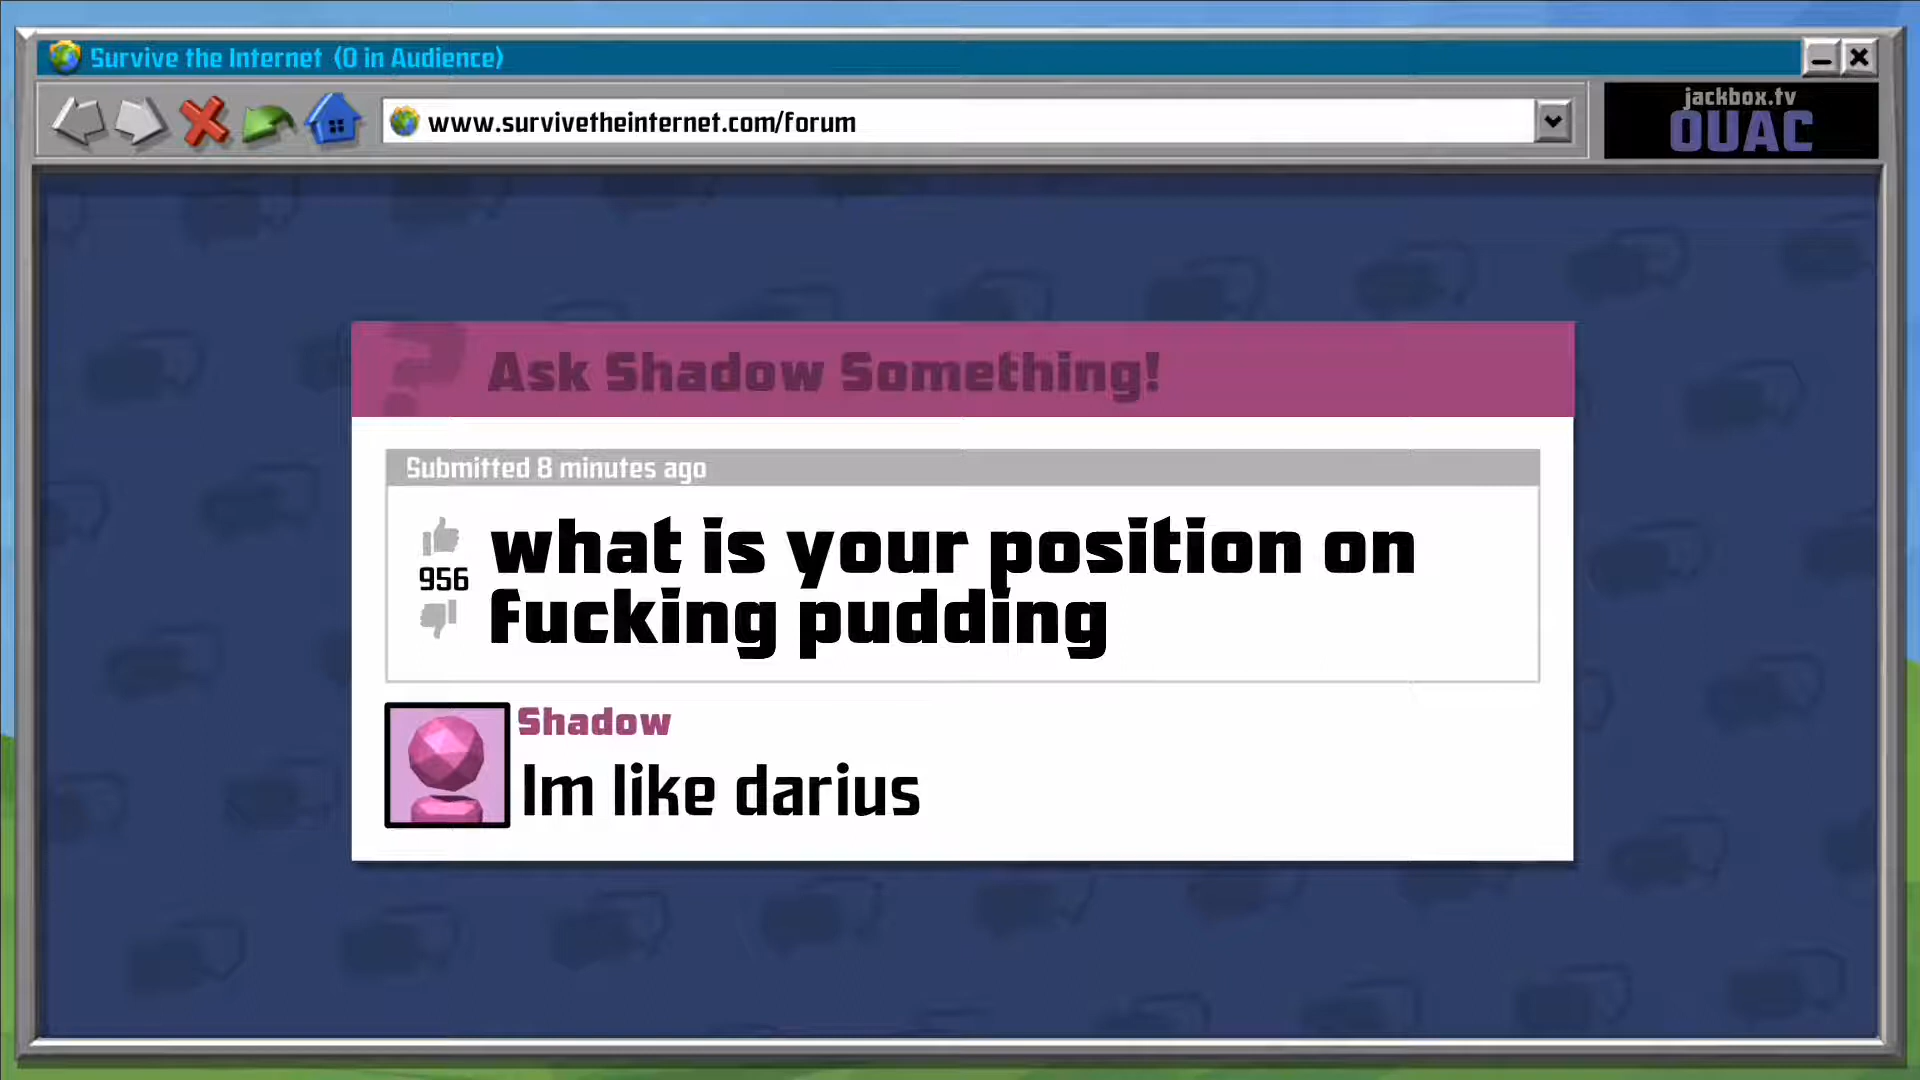 Survive the Internet (0 in Audience)
www.survivetheinternet.com/forum
jackbox.tv
OUAC
Ask Shadow Something!
Submitted 8 minutes ago
956
what is your position on
fucking pudding
Shadow
Im like darius